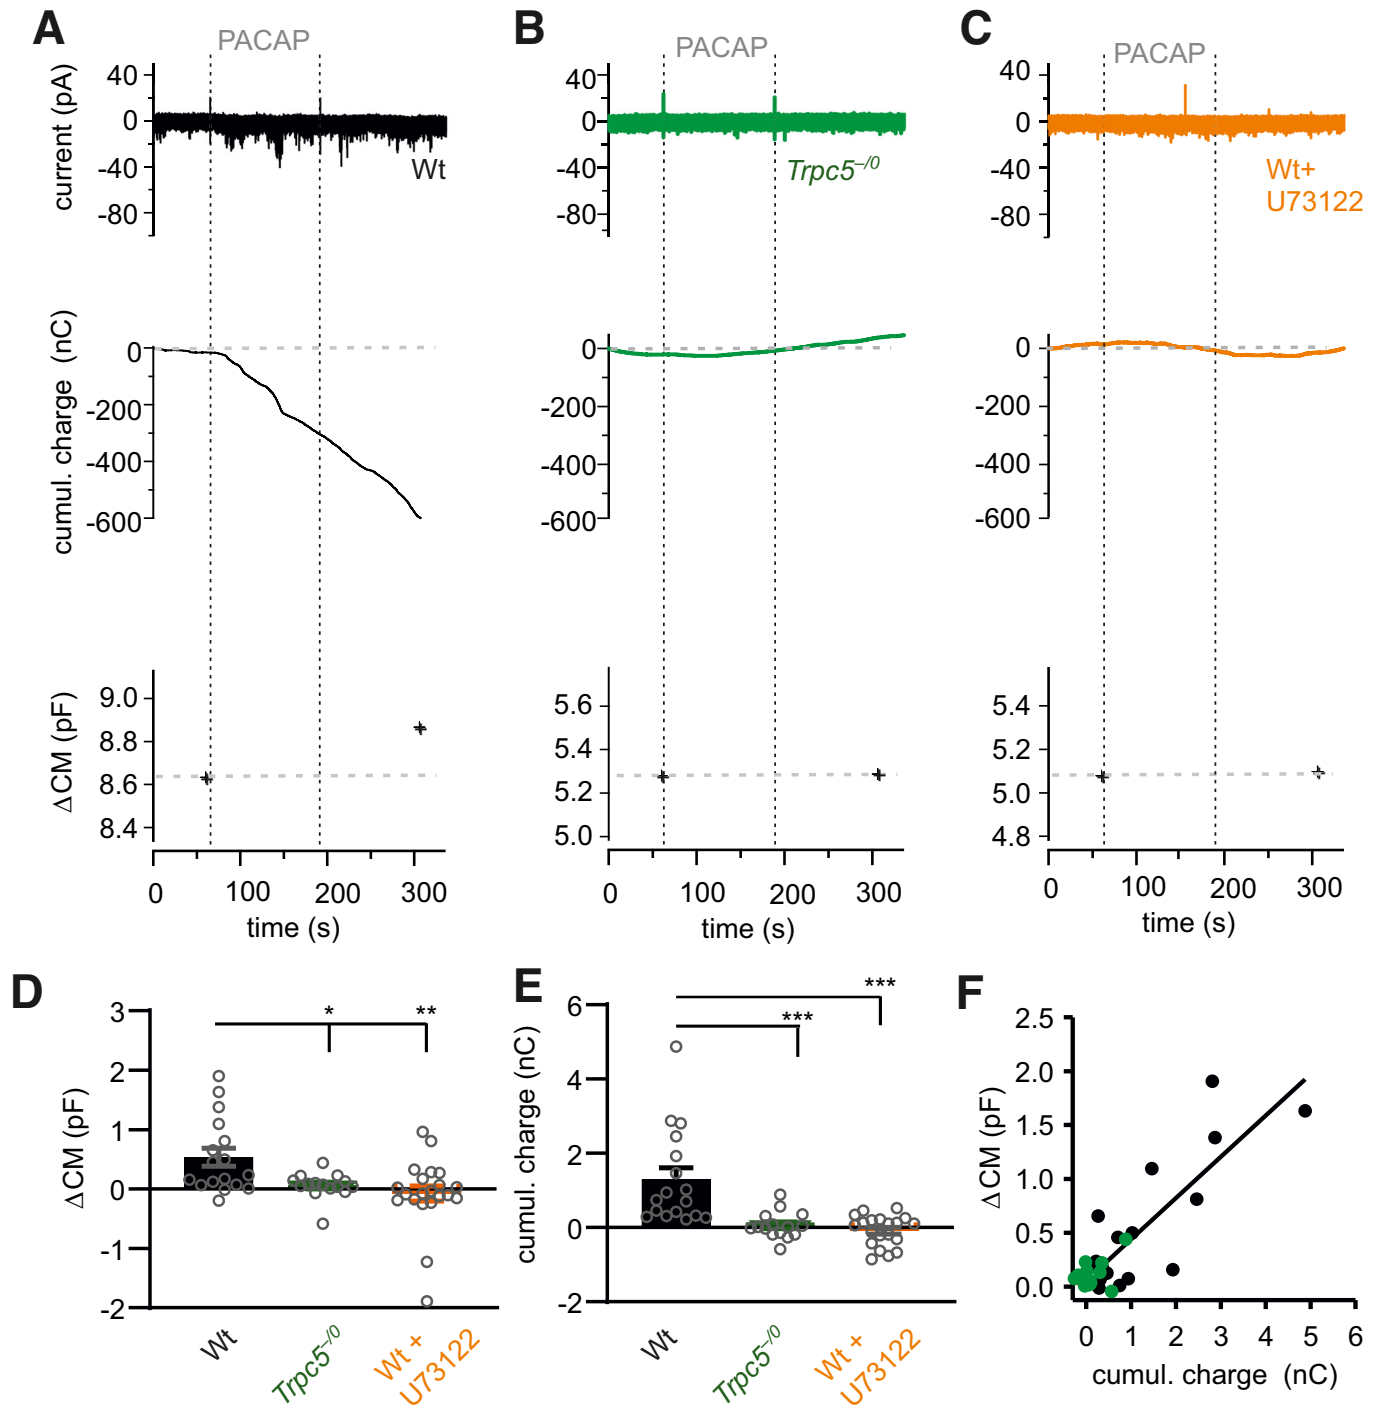 A
PACAP
current (pA)
40
0
-40
-80
Wt
cumul. charge (nC)
0
-200
-400
-600
ΔCM (pF)
9.0
8.8
8.6
8.4
0
100
200
300
time (s)
B
PACAP
40
0
-40
-80
Trpc5–/0
0
-200
-400
-600
5.6
5.4
5.2
5.0
0
100
200
300
time (s)
C
PACAP
40
0
-40
-80
Wt+
U73122
0
-200
-400
-600
5.4
5.2
5.0
4.8
0
100
200
300
time (s)
D
ΔCM (pF)
3
2
1
0
-1
-2
*
**
Wt
Trpc5–/0
Wt +
U73122
E
cumul. charge (nC)
6
4
2
0
-2
***
***
Wt
Trpc5–/0
Wt +
U73122
F
ΔCM (pF)
2.5
2.0
1.5
1.0
0.5
0.0
0
1
2
3
4
5
6
cumul. charge (nC)